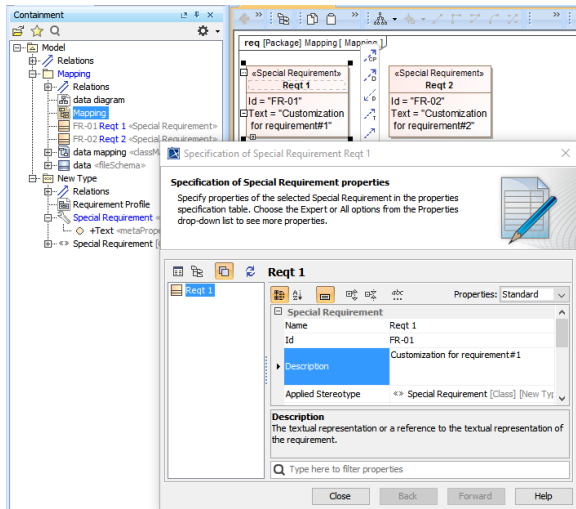 Containment
Model
Relations
Mapping
Relations
data diagram
Mapping
FR-01 Reqt 1 «Special Requirement»
FR-02 Reqt 2 «Special Requirement»
data mapping «classM
data «fileSchema»
New Type
Relations
Requirement Profile
Special Requirement «
+Text «metaPrope
«» Special Requirement [
req [Package] Mapping [ Mapping ]
«Special Requirement»
Reqt 1
Id = "FR-01"
Text = "Customization
for requirement#1"
«Special Requirement»
Reqt 2
Id = "FR-02"
Text = "Customization
for requirement#2"
Specification of Special Requirement Reqt 1
Specification of Special Requirement properties
Specify properties of the selected Special Requirement in the properties
specification table. Choose the Expert or All options from the Properties
drop-down list to see more properties.
Reqt 1
Reqt 1
Properties: Standard
Special Requirement
Name Reqt 1
Id FR-01
Description Customization for requirement#1
Applied Stereotype «» Special Requirement [Class] [New Typ
Description
The textual representation or a reference to the textual representation of
the requirement.
Type here to filter properties
Close Back Forward Help